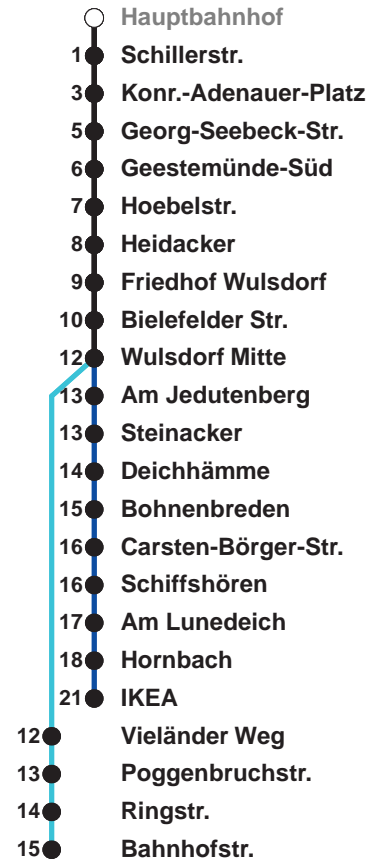 Hauptbahnhof
1 Schillerstr.
3 Konr.-Adenauer-Platz
5 Georg-Seebeck-Str.
6 Geestemünde-Süd
7 Hoebelstr.
8 Heidacker
9 Friedhof Wulsdorf
10 Bielefelder Str.
12 Wulsdorf Mitte
13 Am Jedutenberg
13 Steinacker
14 Deichhämme
15 Bohnenbreden
16 Carsten-Börger-Str.
16 Schiffshören
17 Am Lunedeich
18 Hornbach
21 IKEA
12 Vieländer Weg
13 Poggenbruchstr.
14 Ringstr.
15 Bahnhofstr.